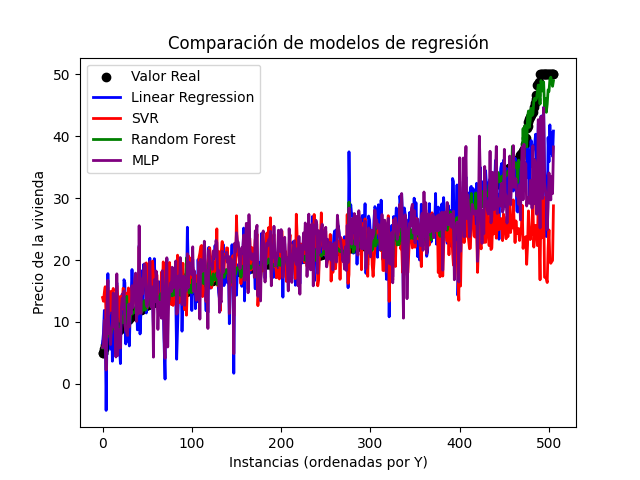 Comparación de modelos de regresión
Valor Real
Linear Regression
SVR
Random Forest
MLP
50
40
30
20
10
0
Precio de la vivienda
0 100 200 300 400 500
Instancias (ordenadas por Y)